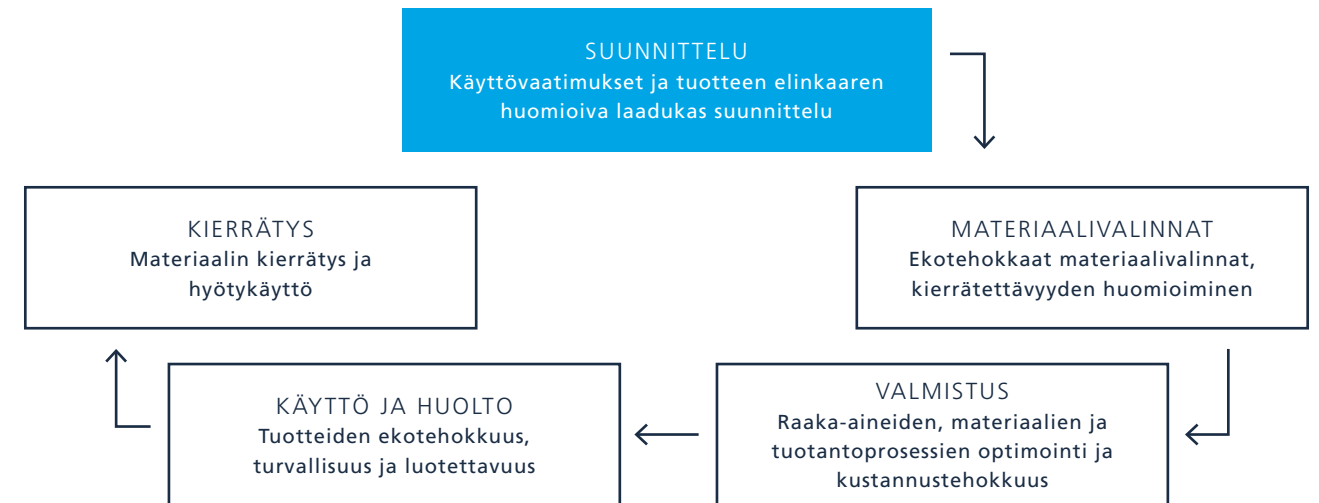 SUUNNITTELU
Käyttövaatimukset ja tuotteen elinkaaren
huomioiva laadukas suunnittelu
MATERIAALIVALINNAT
Ekotehokkaat materiaalivalinnat,
kierrätettävyyden huomioiminen
VALMISTUS
Raaka-aineiden, materiaalien ja
tuotantoprosessien optimointi ja
kustannustehokkuus
KÄYTTÖ JA HUOLTO
Tuotteiden ekotehokkuus,
turvallisuus ja luotettavuus
KIERRÄTYS
Materiaalin kierrätys ja
hyötykäyttö